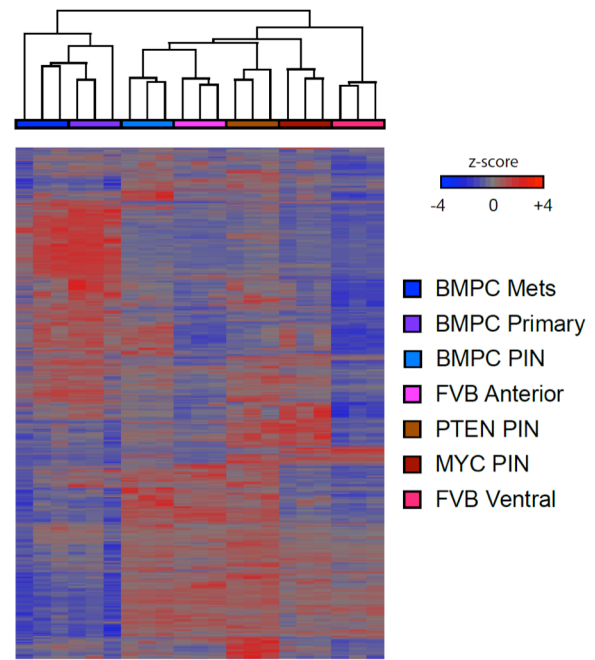 z-score
-4 0 +4
BMPC Mets
BMPC Primary
BMPC PIN
FVB Anterior
PTEN PIN
MYC PIN
FVB Ventral